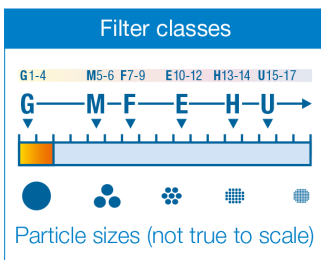 Filter classes
G1-4 M5-6 F7-9 E10-12 H13-14 U15-17
G M F E H U
Particle sizes (not true to scale)